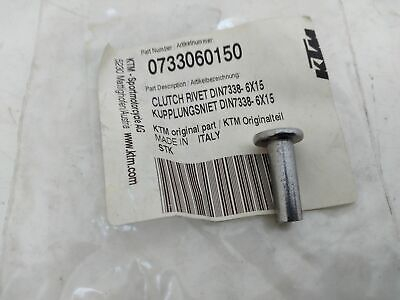 Part Number / Artikelnummer
0733060150
Part Description / Artikelbezeichnung:
CLUTCH RIVET DIN7338- 6X15
KUPPLUNGSNIET DIN7338- 6X15
KTM original part / KTM Originalteil
MADE IN ITALY
STK
KTM - Sportmotorcycle AG
5230 Mattighofen/Austria
www.ktm.com
KTM